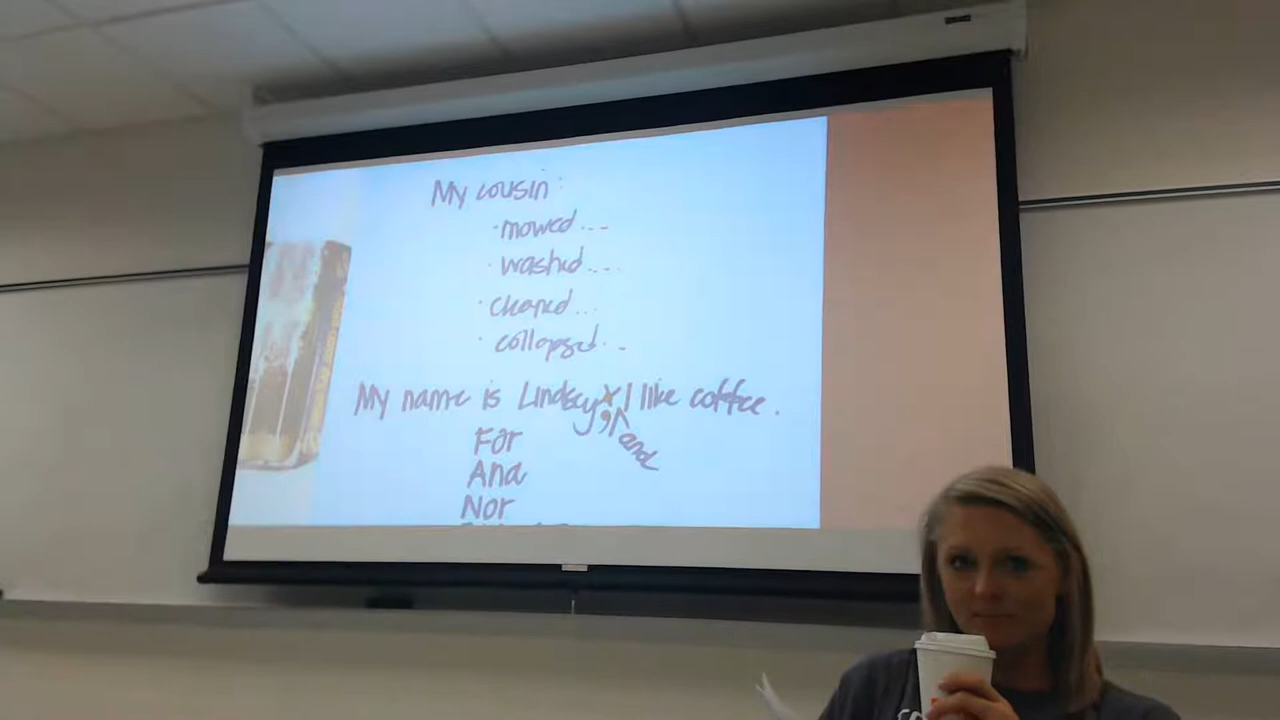 My cousin:
· mowed...
· washed....
· cleaned...
· collapsed...
My name is Lindsey; I like coffee.
and
For
And
Nor